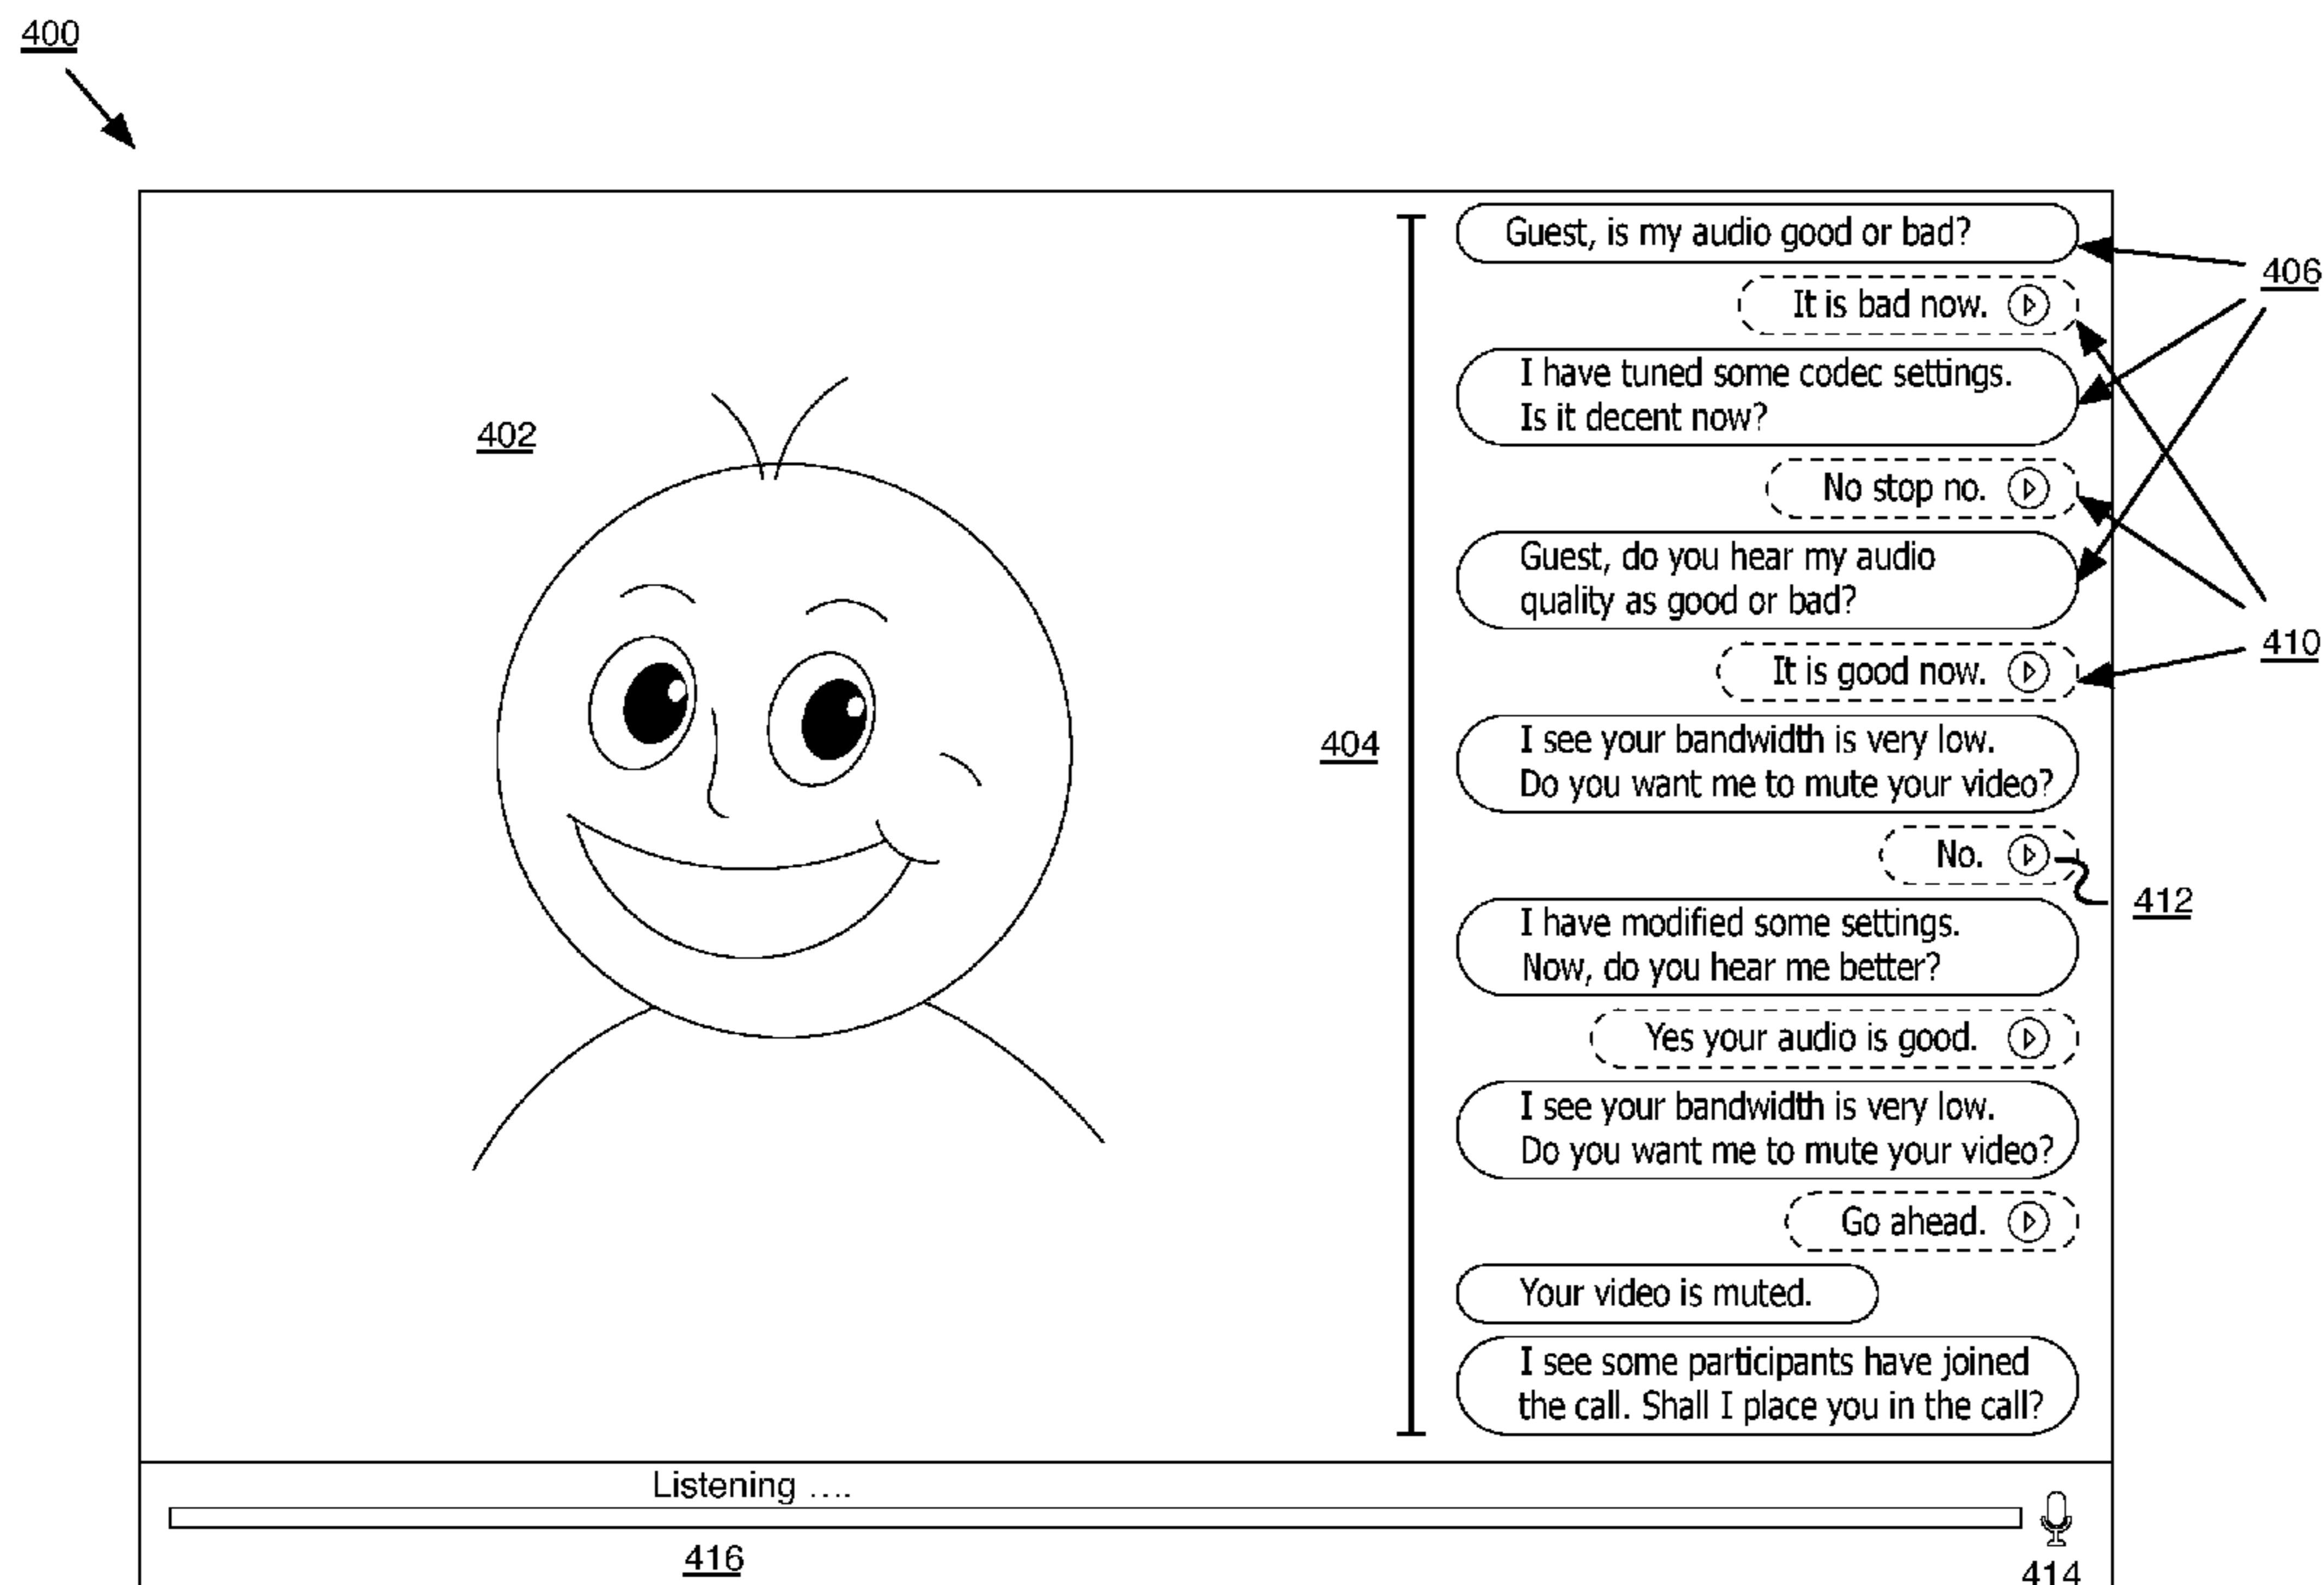 400
Guest, is my audio good or bad?
406
It is bad now.
I have tuned some codec settings.
Is it decent now?
402
No stop no.
Guest, do you hear my audio
quality as good or bad?
410
It is good now.
404
I see your bandwidth is very low.
Do you want me to mute your video?
No.
412
I have modified some settings.
Now, do you hear me better?
Yes your audio is good.
I see your bandwidth is very low.
Do you want me to mute your video?
Go ahead.
Your video is muted.
I see some participants have joined
the call. Shall I place you in the call?
Listening ....
416
414